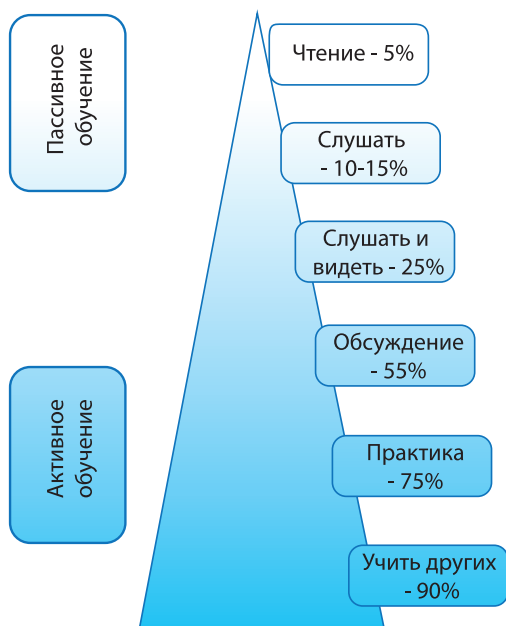 Пассивное
обучение
Чтение - 5%
Слушать
- 10-15%
Слушать и
видеть - 25%
Обсуждение
- 55%
Активное
обучение
Практика
- 75%
Учить других
- 90%